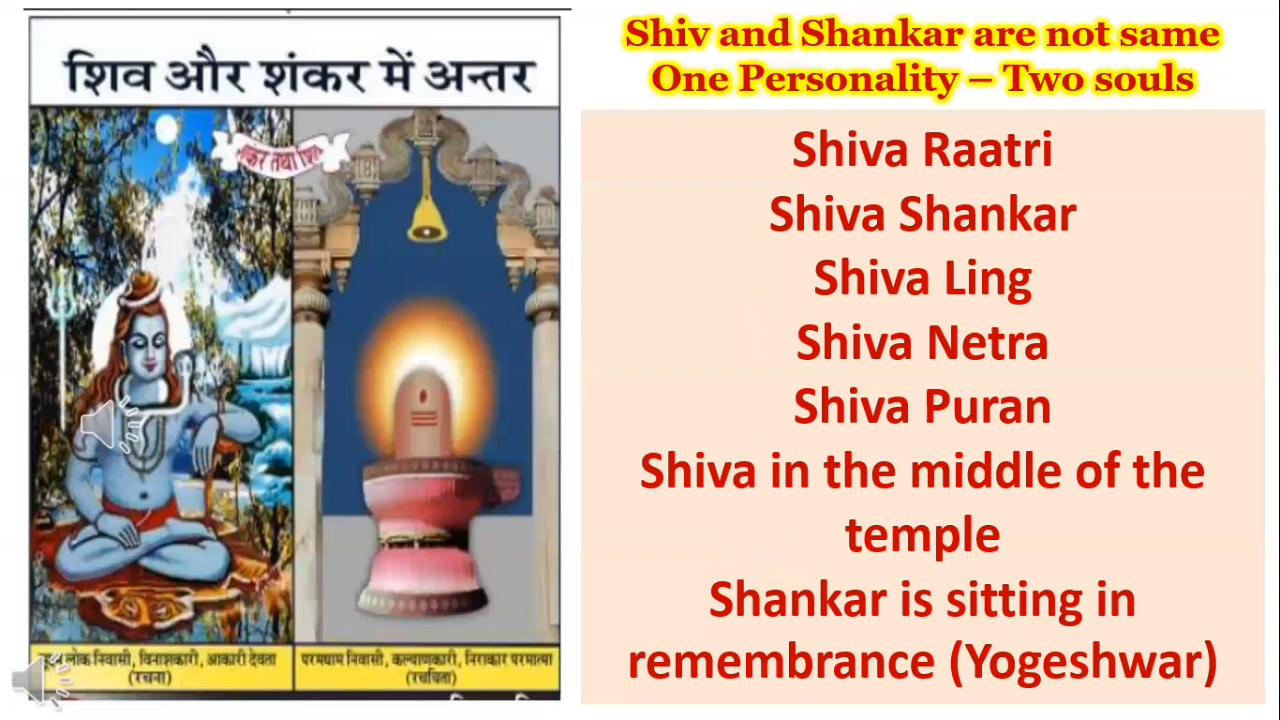 शिव और शंकर में अन्तर
शंकर तथा शिव
लोक निवासी, विनाशकारी, आकारी देवता
(रचना)
परमधाम निवासी, कल्याणकारी, निराकार परमात्मा
(रचयिता)
Shiv and Shankar are not same
One Personality – Two souls
Shiva Raatri
Shiva Shankar
Shiva Ling
Shiva Netra
Shiva Puran
Shiva in the middle of the
temple
Shankar is sitting in
remembrance (Yogeshwar)